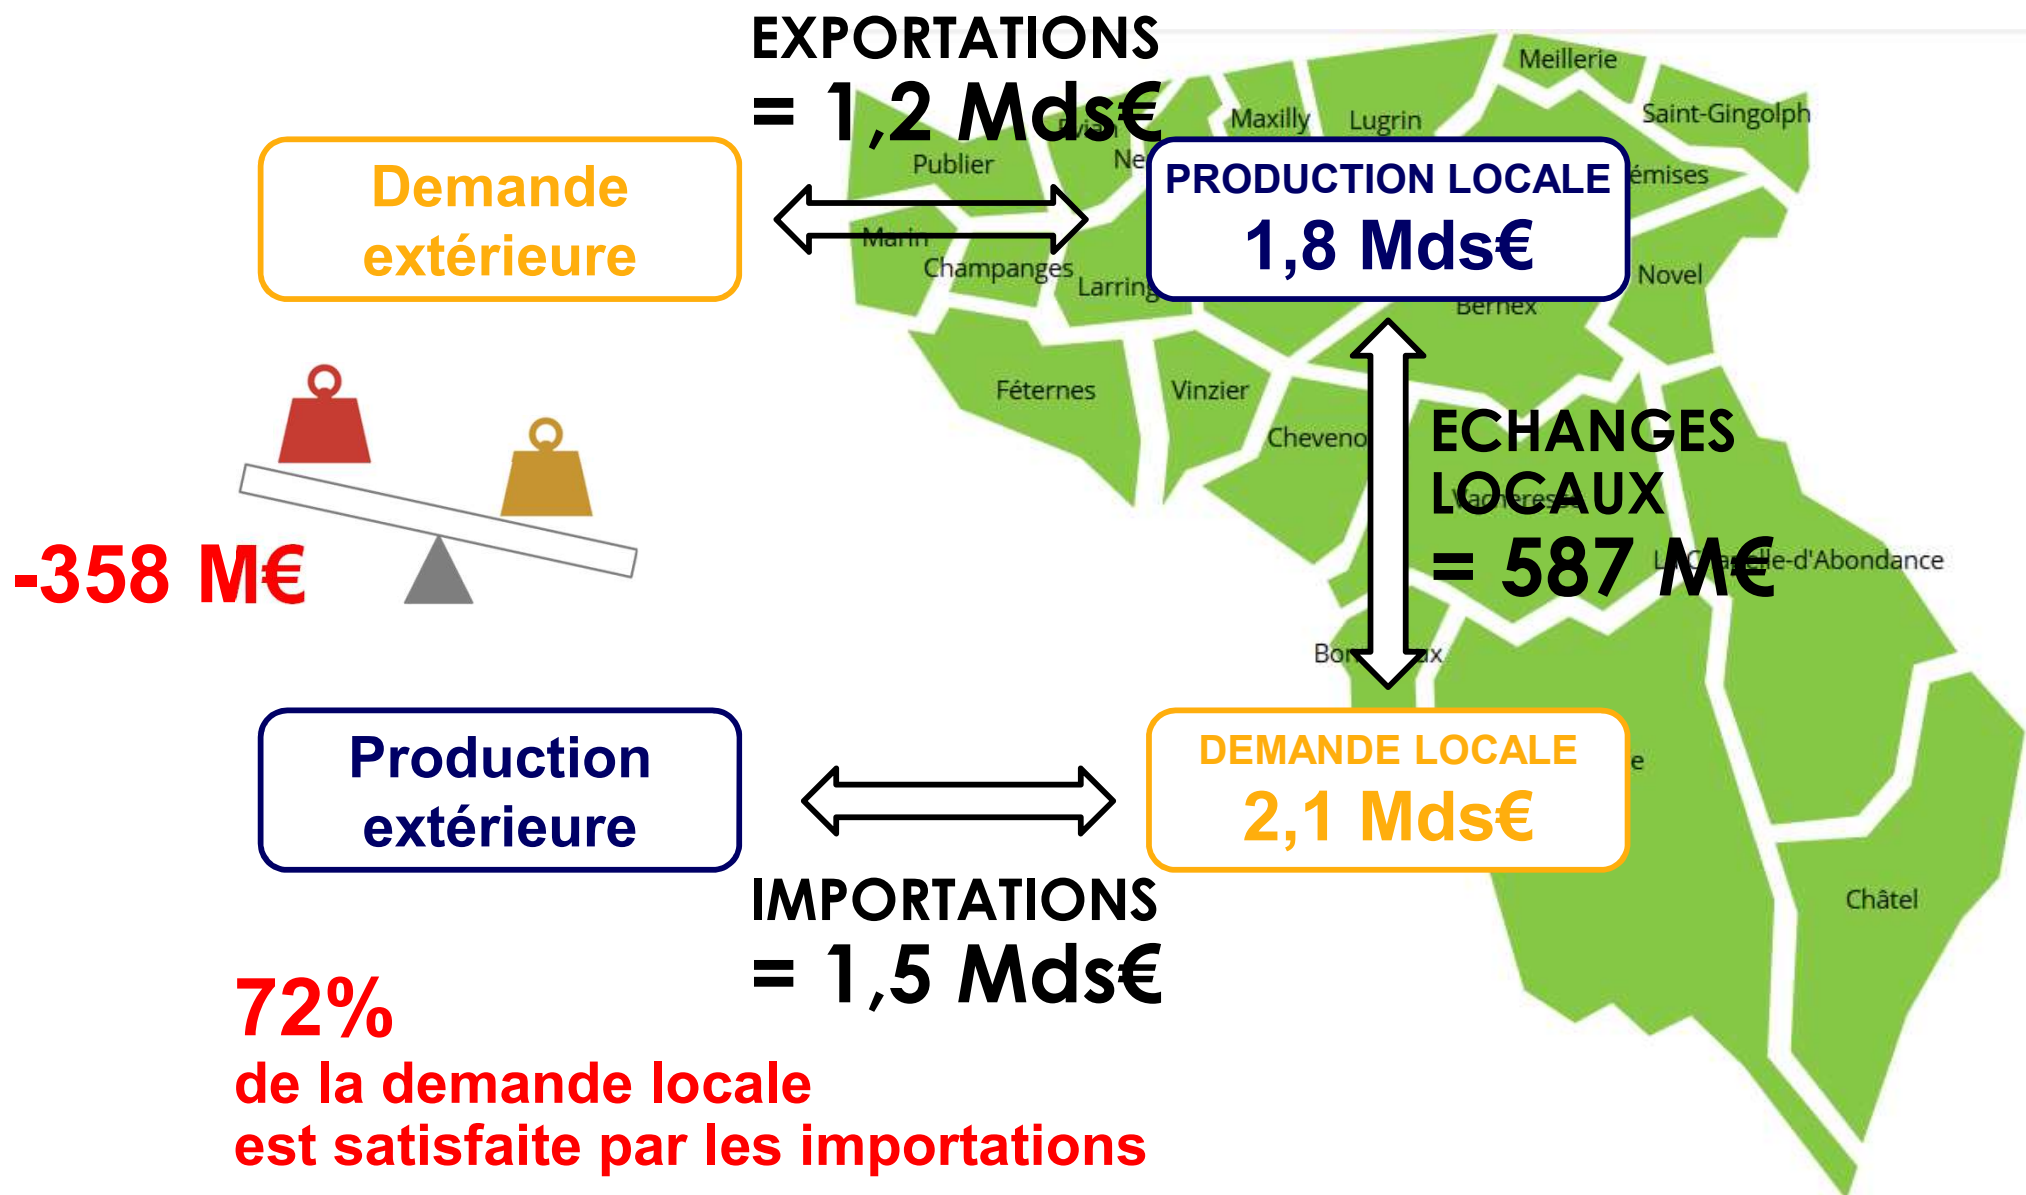 EXPORTATIONS
= 1,2 Mds€
Meillerie
Saint-Gingolph
Maxilly
Lugrin
Publier
Demande
extérieure
PRODUCTION LOCALE
1,8 Mds€
Marin
Champanges
Novel
Bernex
Féternes
Vinzier
ECHANGES
LOCAUX
= 587 M€
Vacheresse
-358 M€
Production
extérieure
DEMANDE LOCALE
2,1 Mds€
IMPORTATIONS
= 1,5 Mds€
Châtel
72%
de la demande locale
est satisfaite par les importations